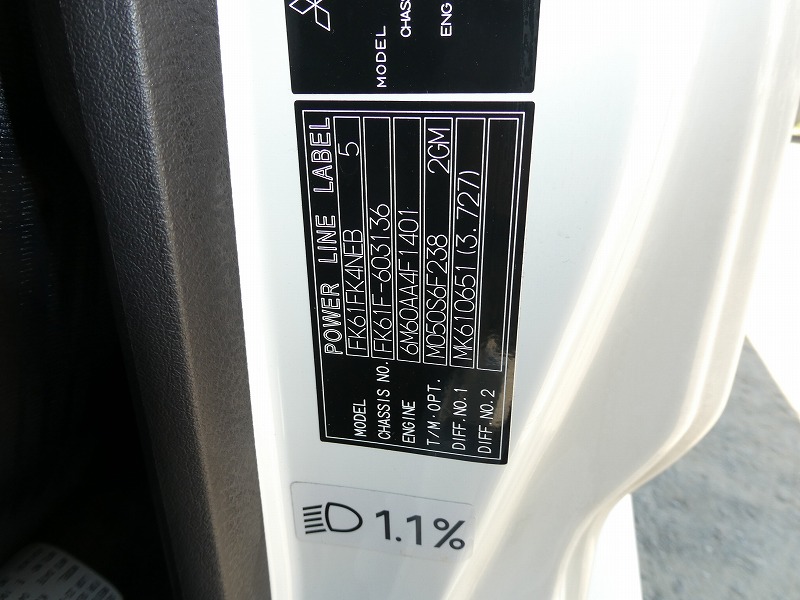 MODEL
CHASS
ENG
POWER LINE LABEL
MODEL FK61FK4NEB 5
CHASSIS NO. FK61F-603136
ENGINE 6M60AA4F1401
T/M·OPT. M050S6F238 2GM
DIFF.NO.1 MK610651(3.727)
DIFF.NO.2
1.1%